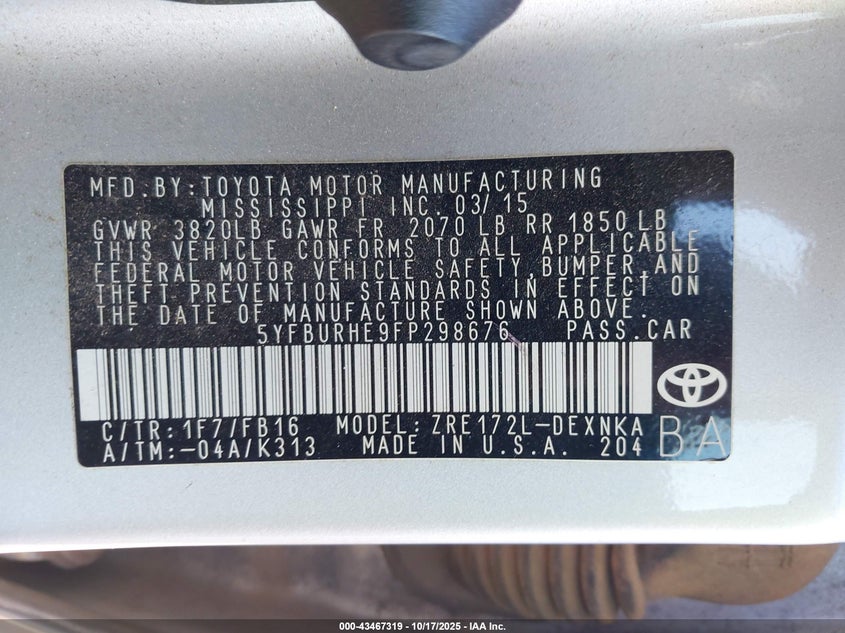 MFD.BY:TOYOTA MOTOR MANUFACTURING
MISSISSIPPI INC. 03/15
GVWR 3820LB GAWR FR 2070 LB RR 1850 LB
THIS VEHICLE CONFORMS TO ALL APPLICABLE
FEDERAL MOTOR VEHICLE SAFETY,BUMPER,AND
THEFT PREVENTION STANDARDS IN EFFECT ON
THE DATE OF MANUFACTURE SHOWN ABOVE.
5YFBURHE9FP298676 PASS.CAR
C/TR:1F7/FB16 MODEL:ZRE172L-DEXNKA
A/TM:-04A/K313 MADE IN U.S.A. 204
BA
000-43467319 - 10/17/2025 - IAA Inc.